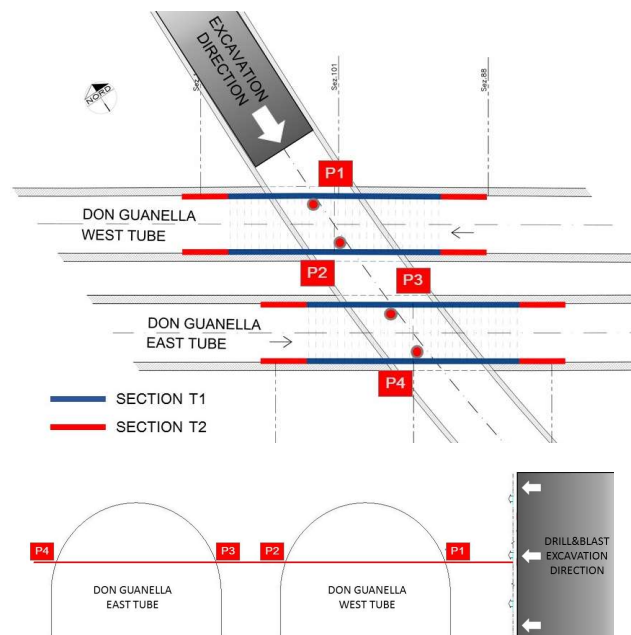 EXCAVATION
DIRECTION
NORD
Sez.101
Sez.88
P1
DON GUANELLA
WEST TUBE
P2
P3
DON GUANELLA
EAST TUBE
P4
SECTION T1
SECTION T2
P4
P3
P2
P1
DRILL&BLAST
EXCAVATION
DIRECTION
DON GUANELLA
EAST TUBE
DON GUANELLA
WEST TUBE